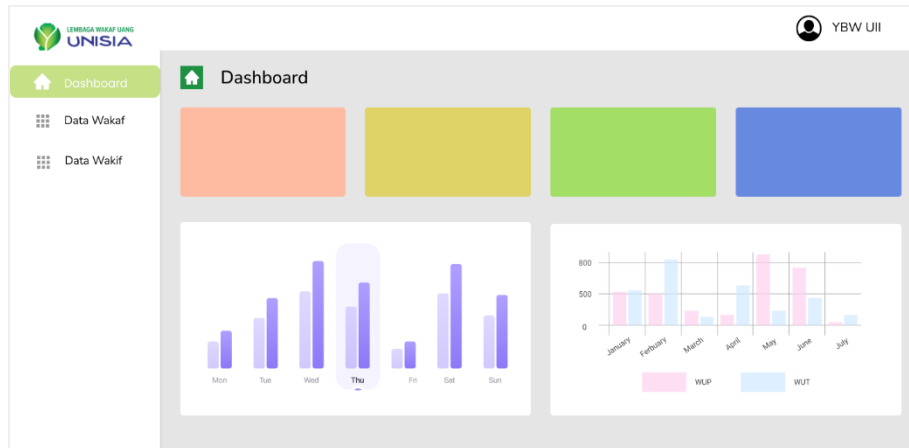 LEMBAGA WAKAF UANG
UNISIA
YBW UII
Dashboard
Data Wakaf
Data Wakif
Dashboard
Mon Tue Wed Thu Fri Sat Sun
800
500
0
January Ferbuary March April May June July
WUP WUT